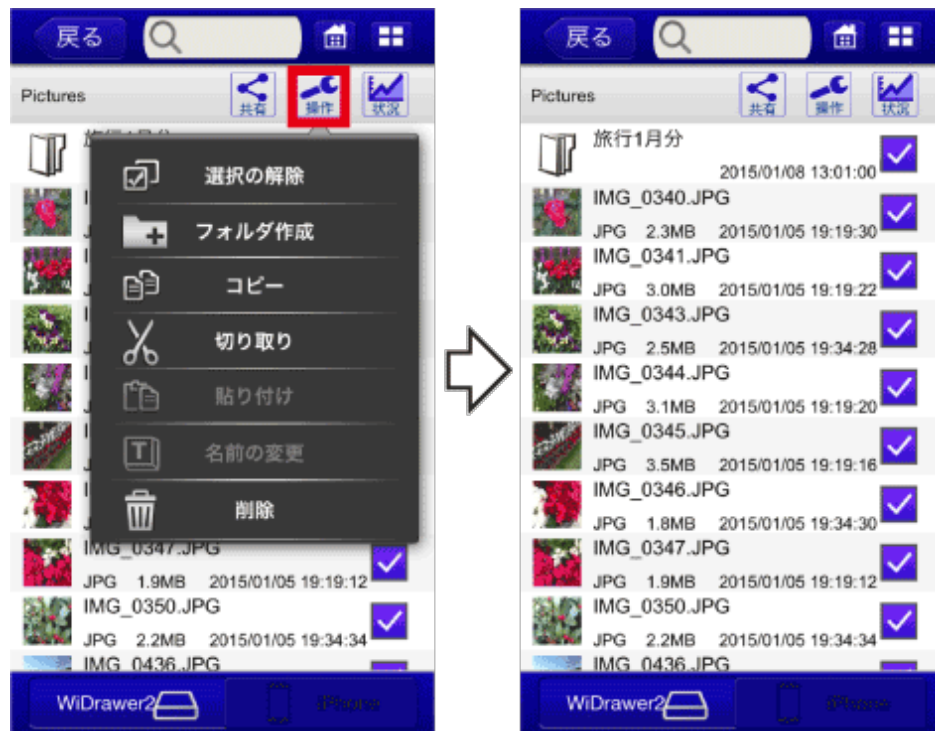 戻る
Pictures
共有
操作
状況
選択の解除
フォルダ作成
コピー
切り取り
貼り付け
名前の変更
削除
IMG_0347.JPG
JPG 1.9MB 2015/01/05 19:19:12
IMG_0350.JPG
JPG 2.2MB 2015/01/05 19:34:34
IMG_0436.JPG
WiDrawer2
iPhone
戻る
Pictures
共有
操作
状況
旅行1月分
2015/01/08 13:01:00
IMG_0340.JPG
JPG 2.3MB 2015/01/05 19:19:30
IMG_0341.JPG
JPG 3.0MB 2015/01/05 19:19:22
IMG_0343.JPG
JPG 2.5MB 2015/01/05 19:34:28
IMG_0344.JPG
JPG 3.1MB 2015/01/05 19:19:20
IMG_0345.JPG
JPG 3.5MB 2015/01/05 19:19:16
IMG_0346.JPG
JPG 1.8MB 2015/01/05 19:34:30
IMG_0347.JPG
JPG 1.9MB 2015/01/05 19:19:12
IMG_0350.JPG
JPG 2.2MB 2015/01/05 19:34:34
IMG_0436.JPG
WiDrawer2
iPhone